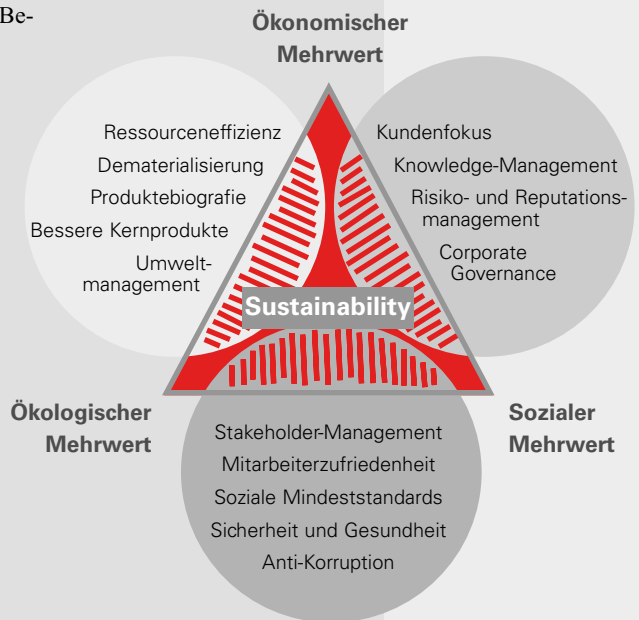 Be-
Ökonomischer
Mehrwert
Ressourceneffizienz
Dematerialisierung
Produktebiografie
Bessere Kernprodukte
Umwelt-
management
Kundenfokus
Knowledge-Management
Risiko- und Reputations-
management
Corporate
Governance
Sustainability
Ökologischer
Mehrwert
Sozialer
Mehrwert
Stakeholder-Management
Mitarbeiterzufriedenheit
Soziale Mindeststandards
Sicherheit und Gesundheit
Anti-Korruption